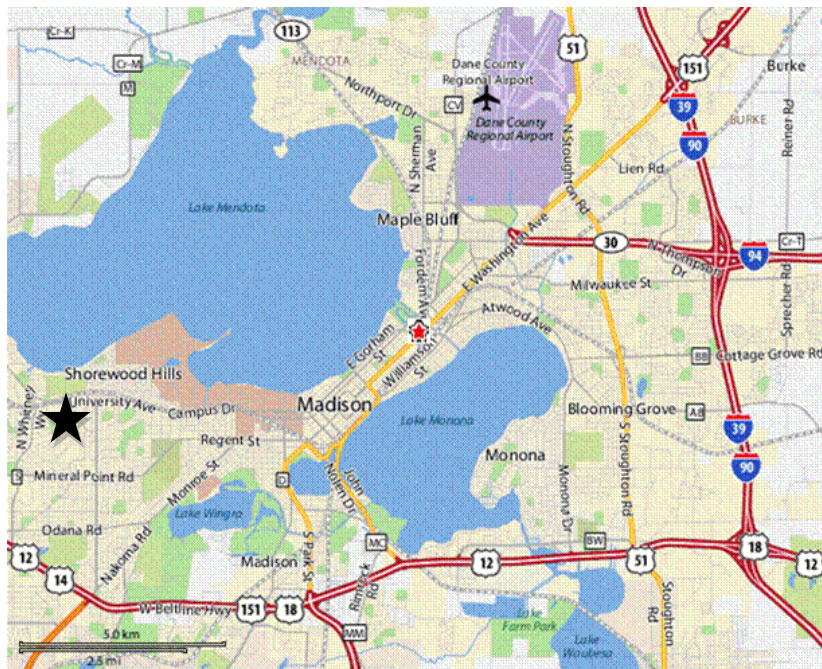 Cr-K
113
51
Cr-M
MENDOTA
Dane County
Regional Airport
151
Burke
M
Northport Dr
CV
Dane County
Regional Airport
39
BURKE
Reiner Rd
N Sherman
Ave
N Stoughton Rd
90
Lien Rd
Lake Mendota
Maple Bluff
E Washington Ave
30
N Thompson
Dr
Cr-T
94
Fordem Ave
Milwaukee St
Sprecher Rd
Atwood Ave
E Gorham
St
Williamson
St
BB
Cottage Grove Rd
Shorewood Hills
N Whitney
Wy
University Ave
Campus Dr
Madison
Lake Monona
Blooming Grove
AB
39
Regent St
S Stoughton Rd
Monona
S
Mineral Point Rd
Monroe St
D
John
Nolen Dr
90
Lake Wingra
Monona Dr
Odana Rd
Nakoma Rd
S Park St
MC
BW
12
14
Madison
12
51
18
12
Rimrock
Rd
W Beltline Hwy
151
18
Stoughton
Rd
MM
Lake
Farm Park
Lake
Waubesa
5.0 km
2.5 mi